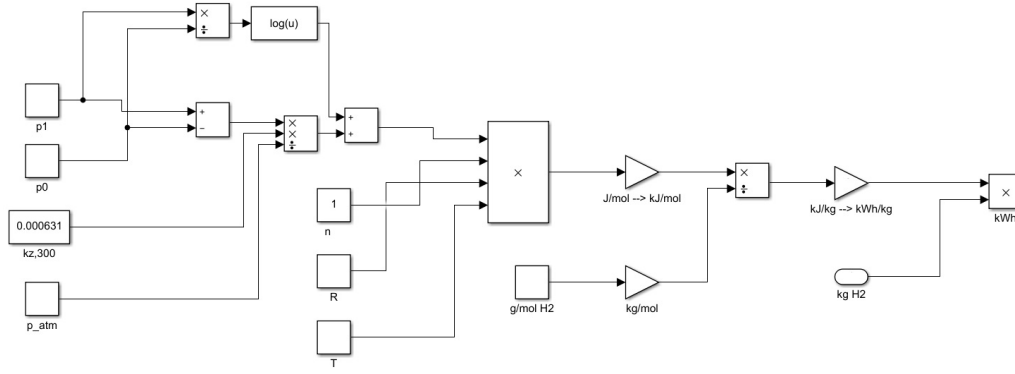 ×
÷
log(u)
p1
+
−
×
×
÷
+
+
p0
×
J/mol --> kJ/mol
×
÷
kJ/kg --> kWh/kg
×
kWh
1
n
0.000631
kz,300
R
g/mol H2
kg/mol
kg H2
p_atm
T